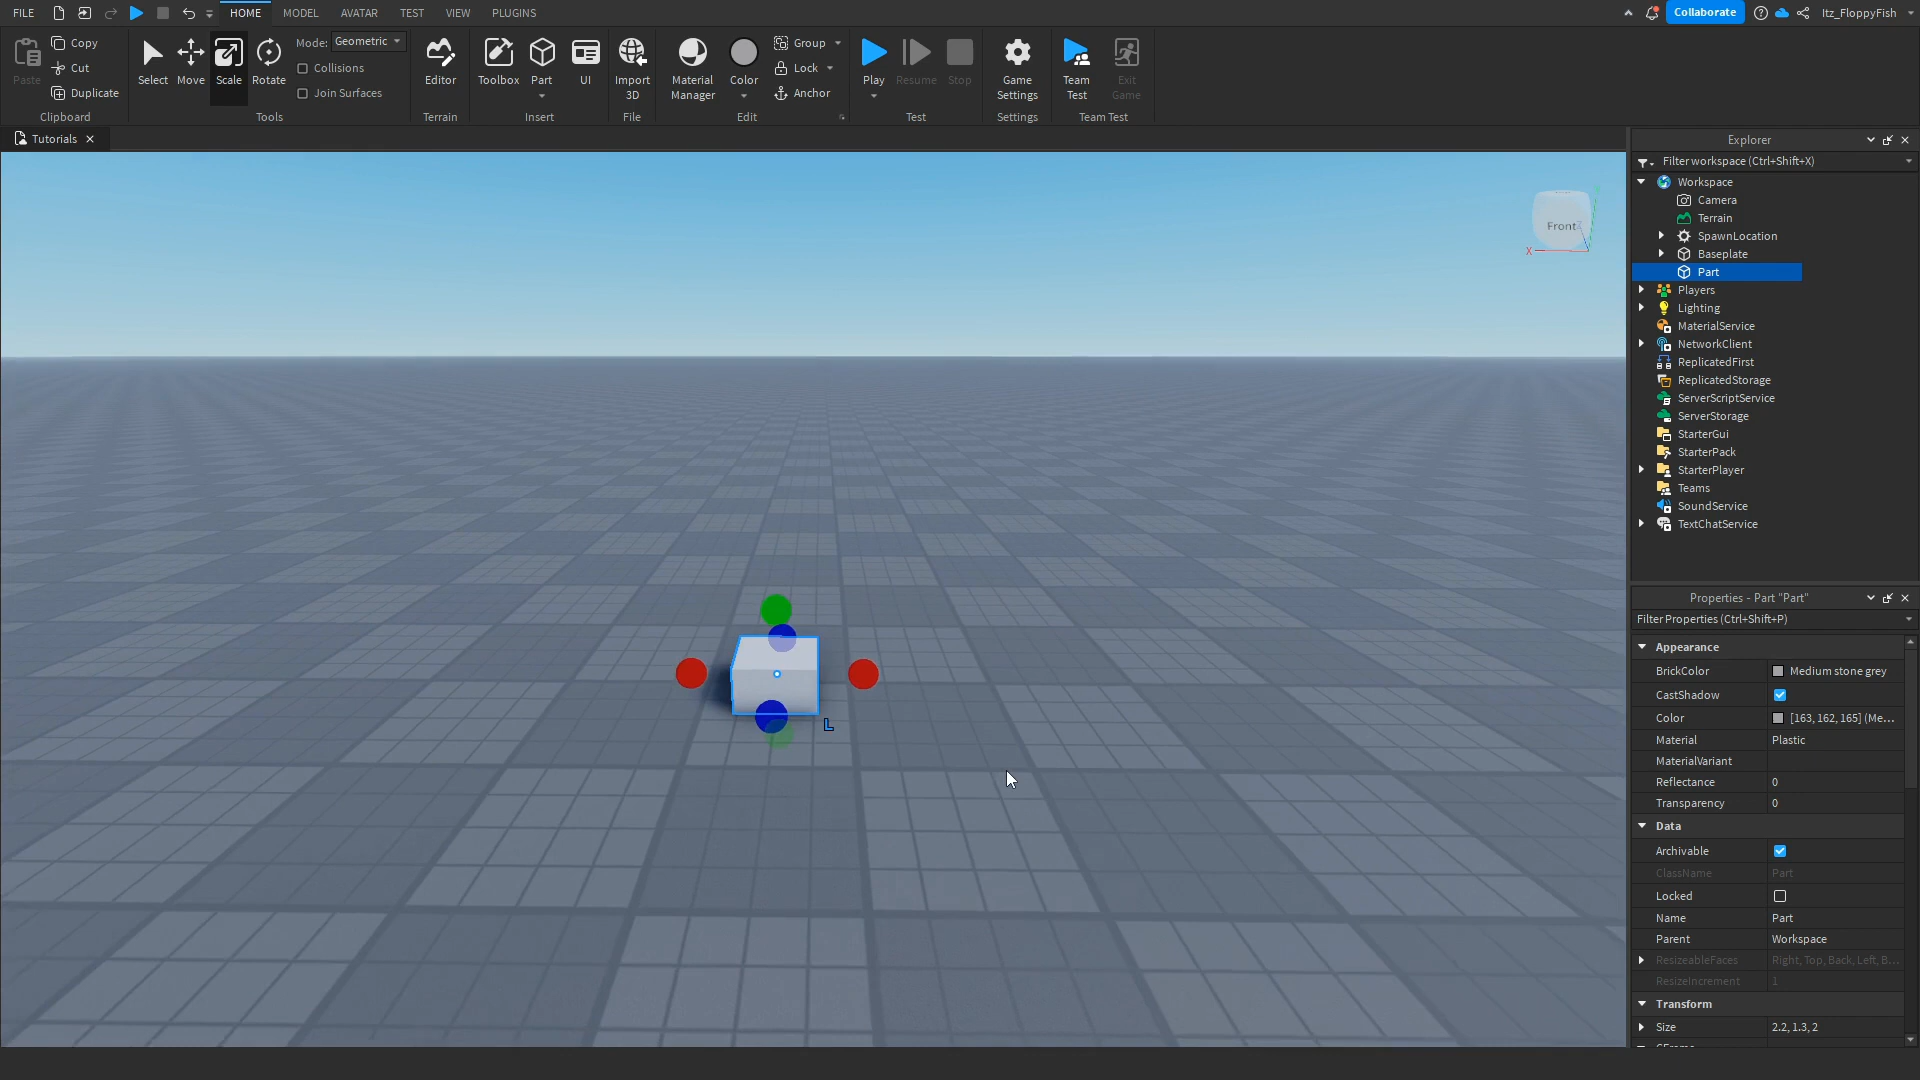 FILE HOME MODEL AVATAR TEST VIEW PLUGINS Collaborate Itz_FloppyFish
Paste Copy Cut Duplicate
Clipboard
Select Move Scale Rotate
Mode: Geometric
Collisions
Join Surfaces
Tools
Editor
Terrain
Toolbox Part UI
Insert
Import 3D
File
Material Manager Color
Group
Lock
Anchor
Edit
Play Resume Stop
Test
Game Settings
Settings
Team Test Exit Game
Team Test
Tutorials
Front
X
L
Explorer
Filter workspace (Ctrl+Shift+X)
Workspace
Camera
Terrain
SpawnLocation
Baseplate
Part
Players
Lighting
MaterialService
NetworkClient
ReplicatedFirst
ReplicatedStorage
ServerScriptService
ServerStorage
StarterGui
StarterPack
StarterPlayer
Teams
SoundService
TextChatService
Properties - Part "Part"
Filter Properties (Ctrl+Shift+P)
Appearance
BrickColor Medium stone grey
CastShadow
Color [163, 162, 165] (Me...
Material Plastic
MaterialVariant
Reflectance 0
Transparency 0
Data
Archivable
ClassName Part
Locked
Name Part
Parent Workspace
ResizeableFaces Right, Top, Back, Left, B...
ResizeIncrement 1
Transform
Size 2.2, 1.3, 2